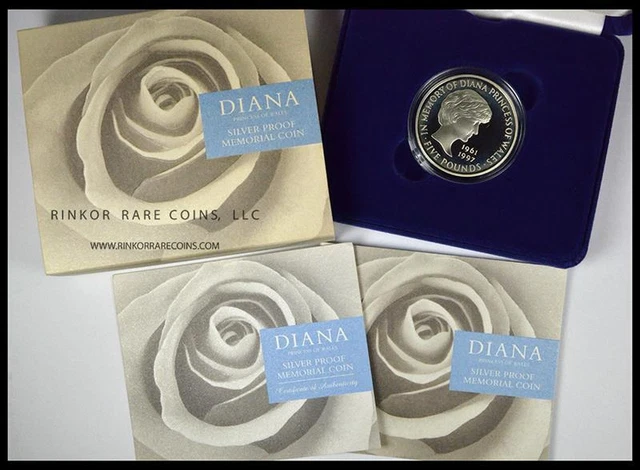 DIANA
PRINCESS OF WALES
SILVER PROOF
MEMORIAL COIN
IN MEMORY OF DIANA PRINCESS OF WALES
1961
1997
FIVE POUNDS
RINKOR RARE COINS, LLC
WWW.RINKORRARECOINS.COM
DIANA
PRINCESS OF WALES
SILVER PROOF
MEMORIAL COIN
Certificate of Authenticity
DIANA
PRINCESS OF WALES
SILVER PROOF
MEMORIAL COIN